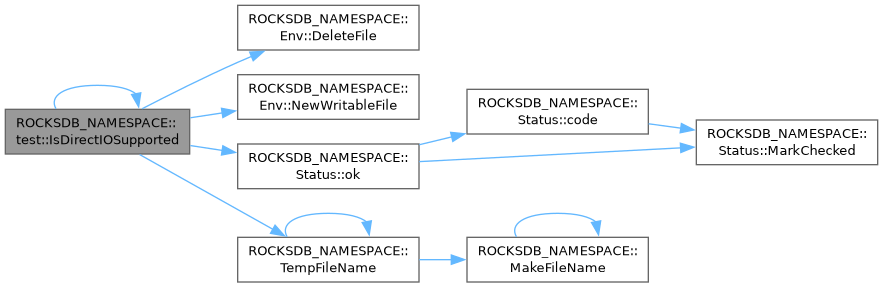 ROCKSDB_NAMESPACE::
test::IsDirectIOSupported
ROCKSDB_NAMESPACE::
Env::DeleteFile
ROCKSDB_NAMESPACE::
Env::NewWritableFile
ROCKSDB_NAMESPACE::
Status::ok
ROCKSDB_NAMESPACE::
Status::code
ROCKSDB_NAMESPACE::
Status::MarkChecked
ROCKSDB_NAMESPACE::
TempFileName
ROCKSDB_NAMESPACE::
MakeFileName